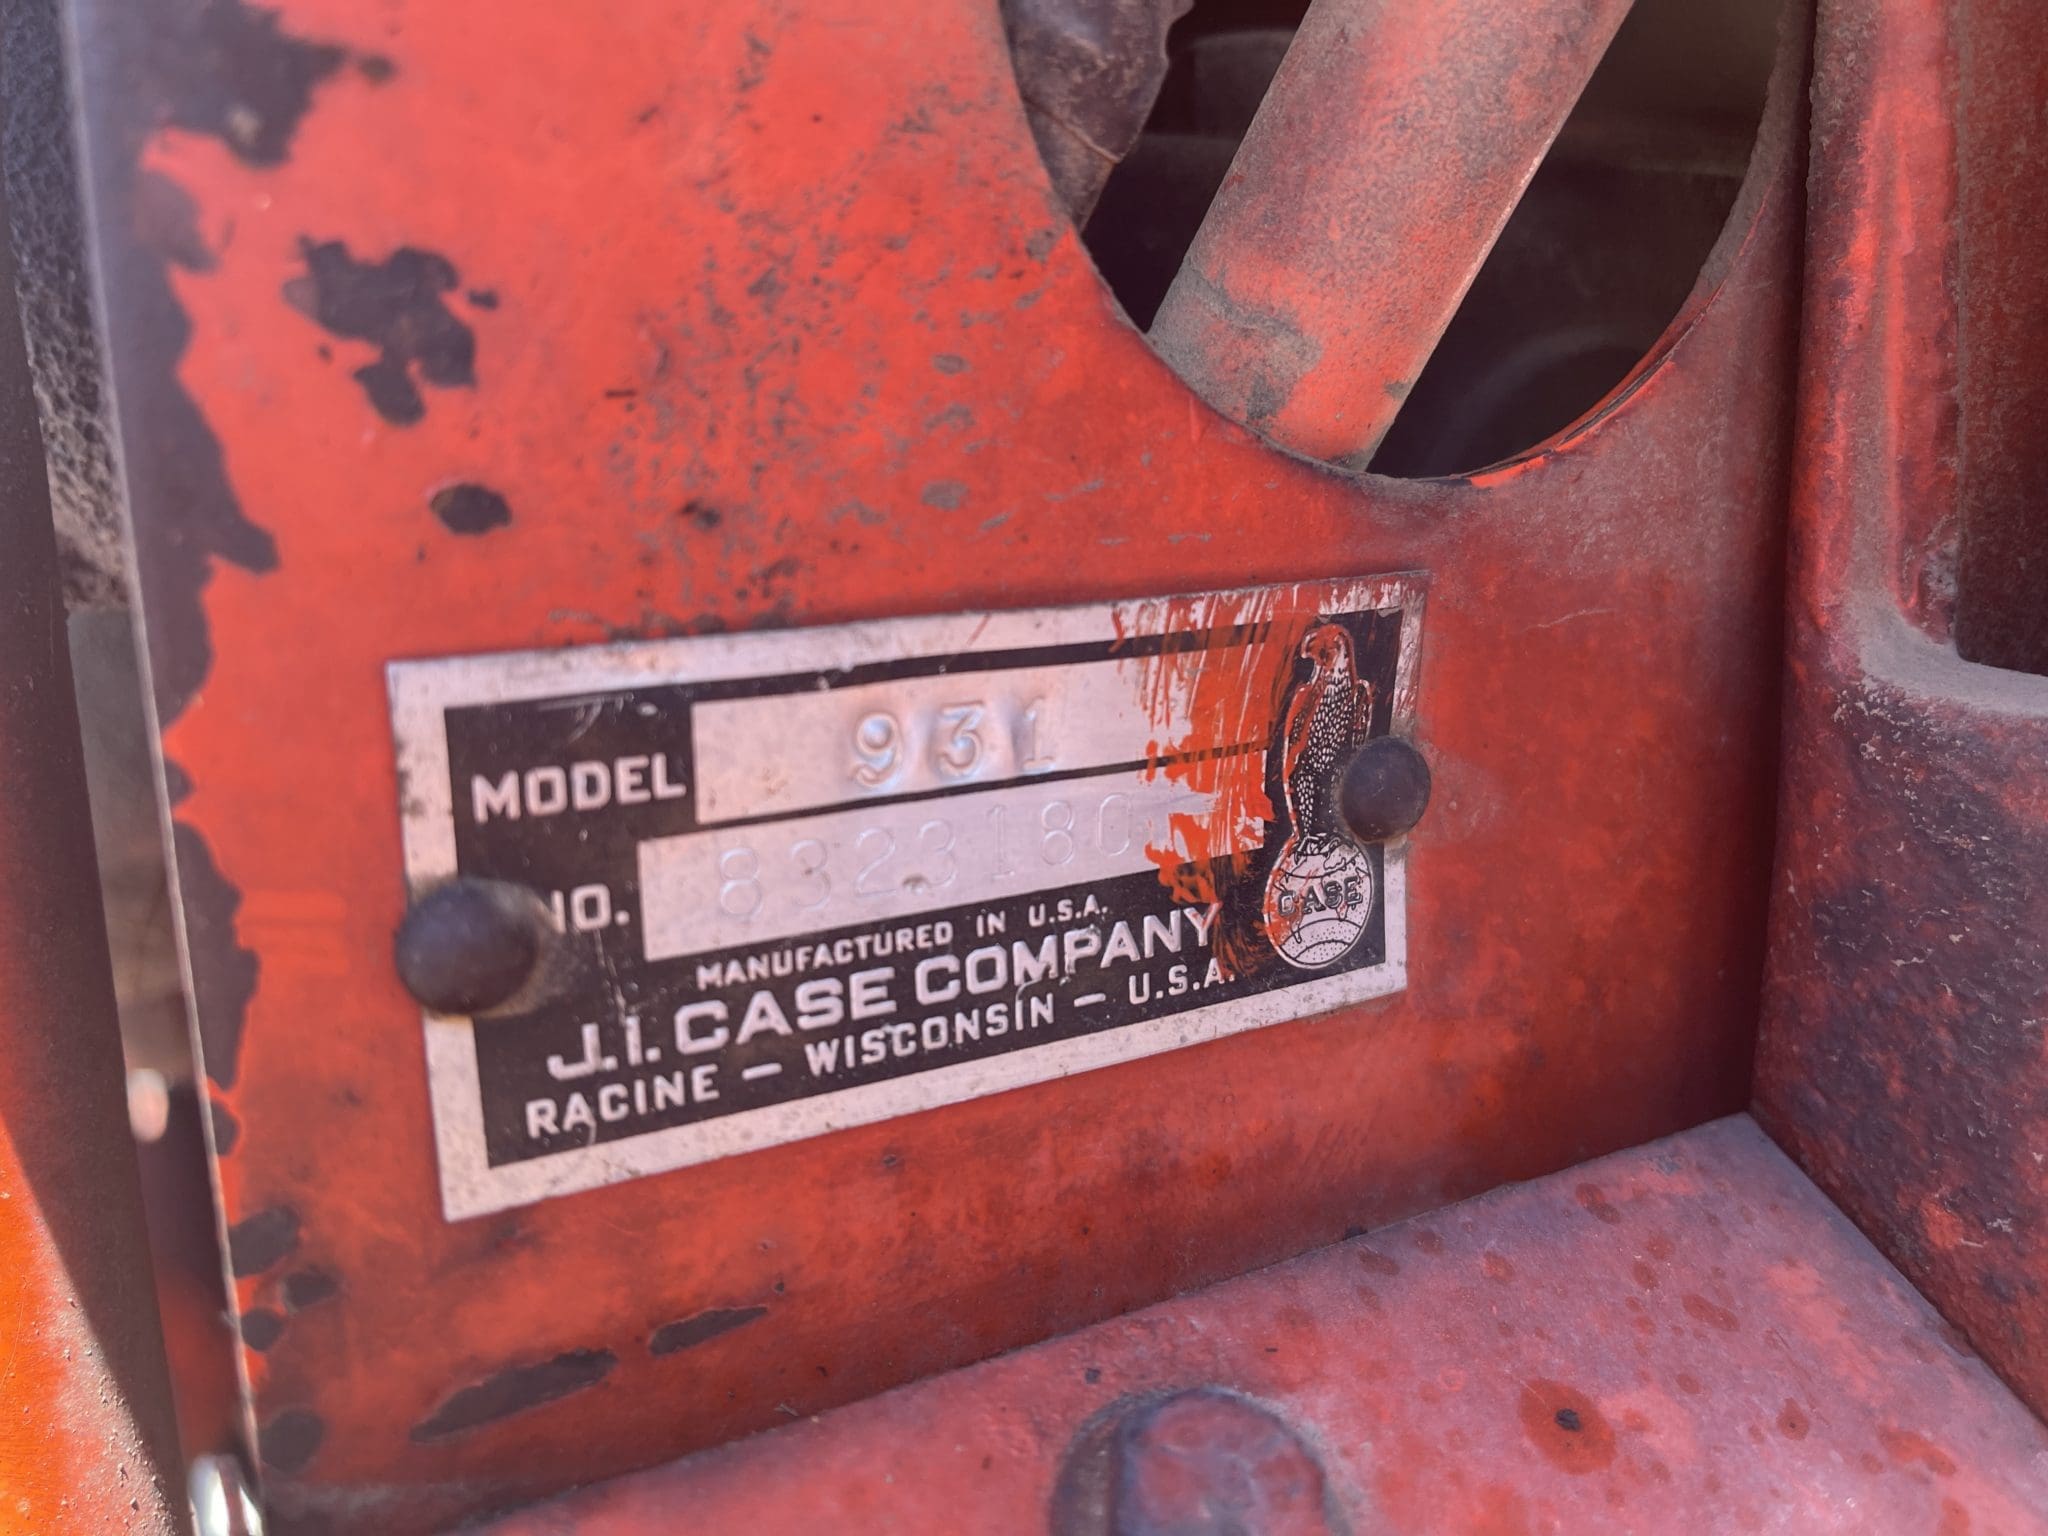 MODEL 931
NO. 8323180
MANUFACTURED IN U.S.A.
J.I. CASE COMPANY
RACINE — WISCONSIN — U.S.A.
CASE